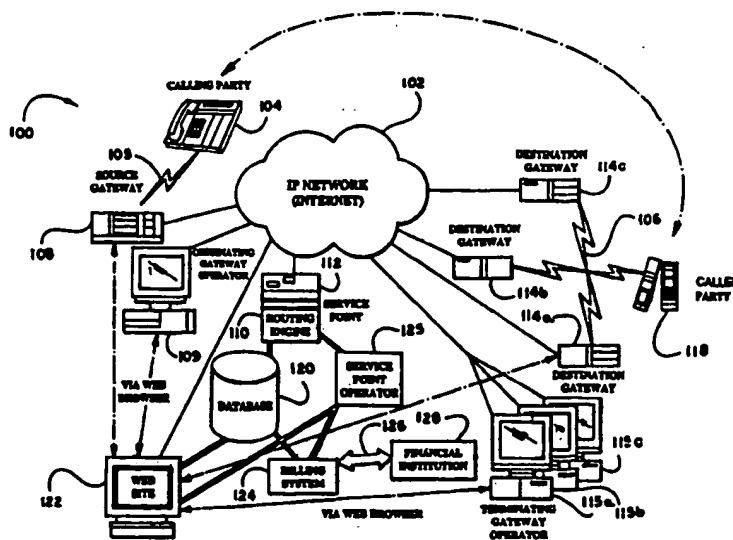 100
CALLING PARTY
104
103
102
SOURCE
GATEWAY
108
IP NETWORK
(INTERNET)
DESTINATION
GATEWAY
114c
106
ORIGINATING
GATEWAY
OPERATOR
109
112
SERVICE
POINT
110
ROUTING
ENGINE
DESTINATION
GATEWAY
114b
CALLED
PARTY
118
114a
DESTINATION
GATEWAY
VIA WEB
BROWSER
120
DATABASE
125
SERVICE
POINT
OPERATOR
122
WEB
SITE
124
BILLING
SYSTEM
126
128
FINANCIAL
INSTITUTION
VIA WEB BROWSER
115c
115a
115b
TERMINATING
GATEWAY
OPERATOR